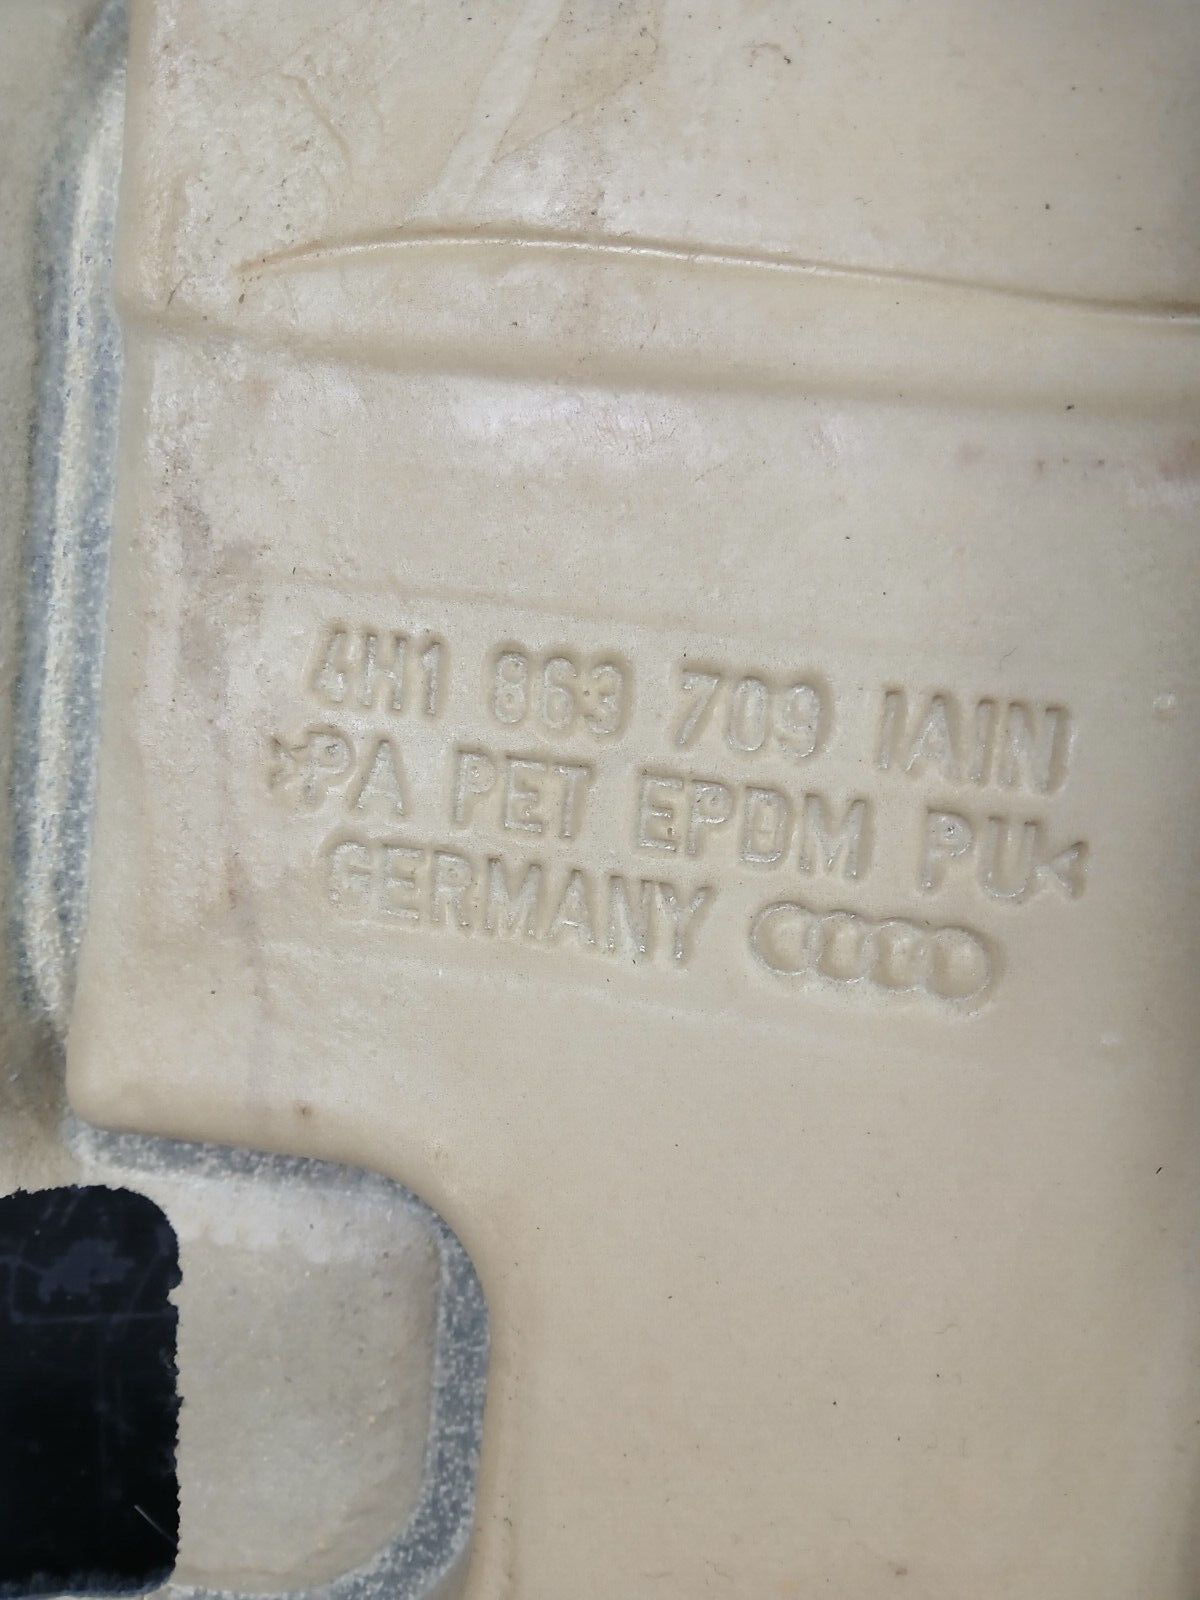 4H1 863 709 IAIN
>PA PET EPDM PU<
GERMANY